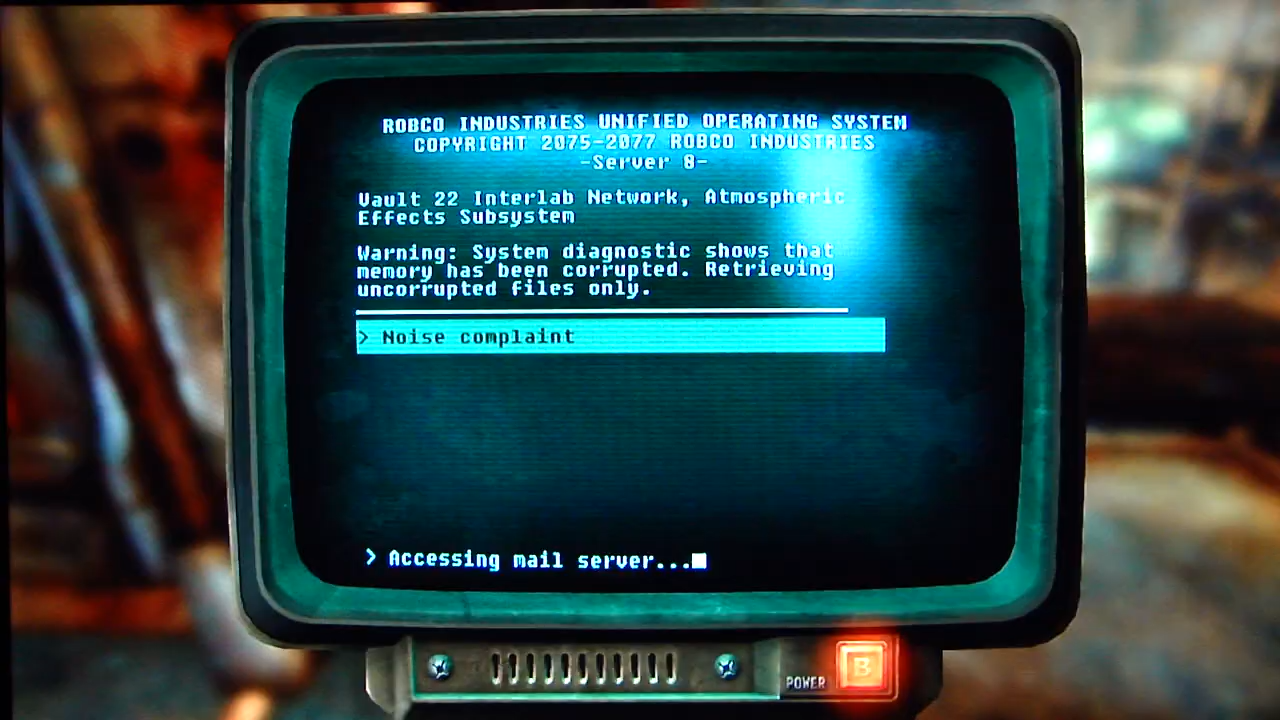 ROBCO INDUSTRIES UNIFIED OPERATING SYSTEM
COPYRIGHT 2075-2077 ROBCO INDUSTRIES
-Server 8-
Vault 22 Interlab Network, Atmospheric
Effects Subsystem
Warning: System diagnostic shows that
memory has been corrupted. Retrieving
uncorrupted files only.
> Noise complaint
> Accessing mail server...
POWER
B